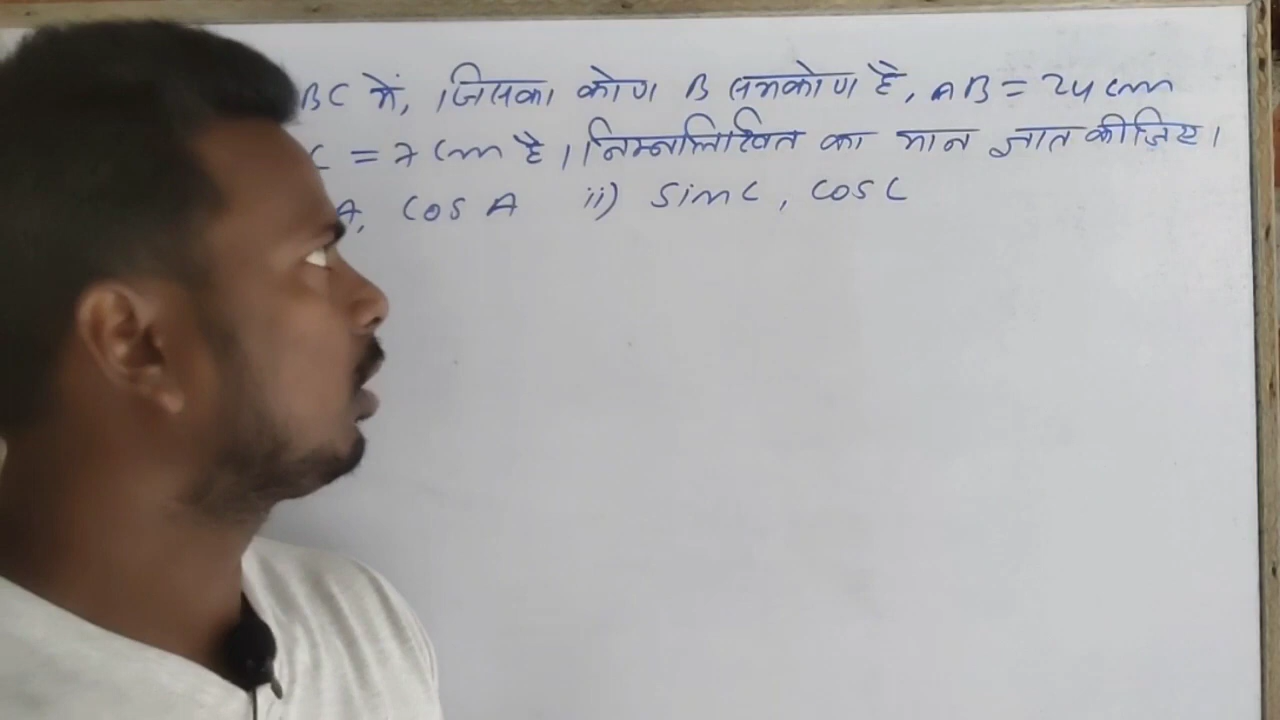 BC में, जिसका कोण B समकोण है, AB = 24 cm
C = 7 cm है। निम्नलिखित का मान ज्ञात कीजिए।
A, COS A ii) Sin C, COS C